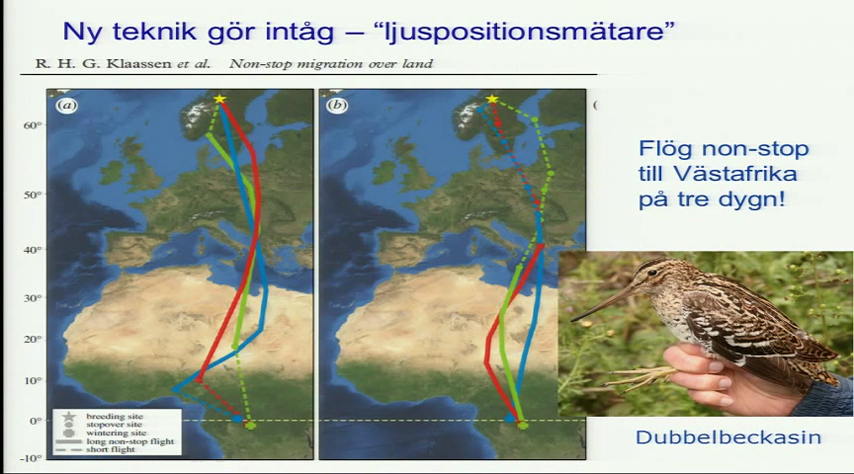 Ny teknik gör intåg – “ljuspositionsmätare”
R. H. G. Klaassen et al. Non-stop migration over land
(a)
(b)
(
60°
50°
40°
30°
20°
10°
0°
-10°
breeding site
stopover site
wintering site
long non-stop flight
short flight
Flög non-stop
till Västafrika
på tre dygn!
Dubbelbeckasin